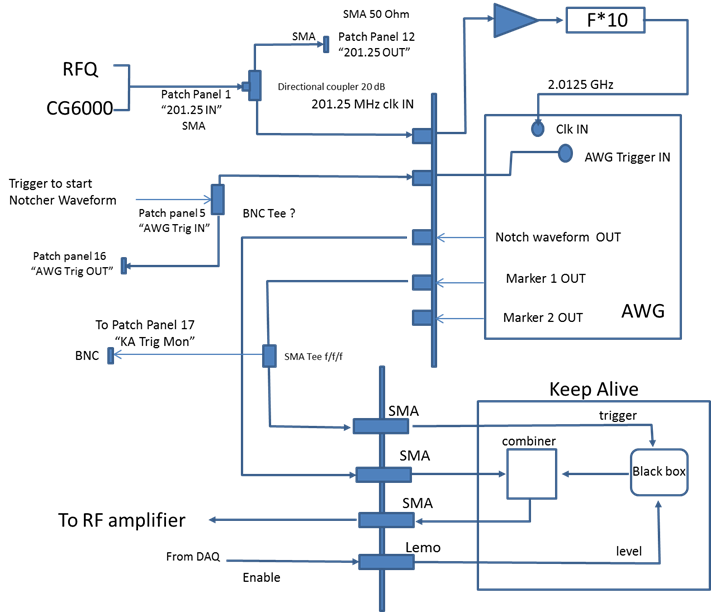 SMA 50 Ohm
SMA
Patch Panel 12
“201.25 OUT”
F*10
RFQ
CG6000
Patch Panel 1
“201.25 IN”
SMA
Directional coupler 20 dB
201.25 MHz clk IN
2.0125 GHz
Clk IN
AWG Trigger IN
Trigger to start
Notcher Waveform
Patch panel 5
“AWG Trig IN”
BNC Tee ?
Patch panel 16
“AWG Trig OUT”
Notch waveform OUT
Marker 1 OUT
Marker 2 OUT
AWG
To Patch Panel 17
“KA Trig Mon”
BNC
SMA Tee f/f/f
Keep Alive
SMA
trigger
combiner
SMA
Black box
SMA
To RF amplifier
Lemo
level
From DAQ
Enable